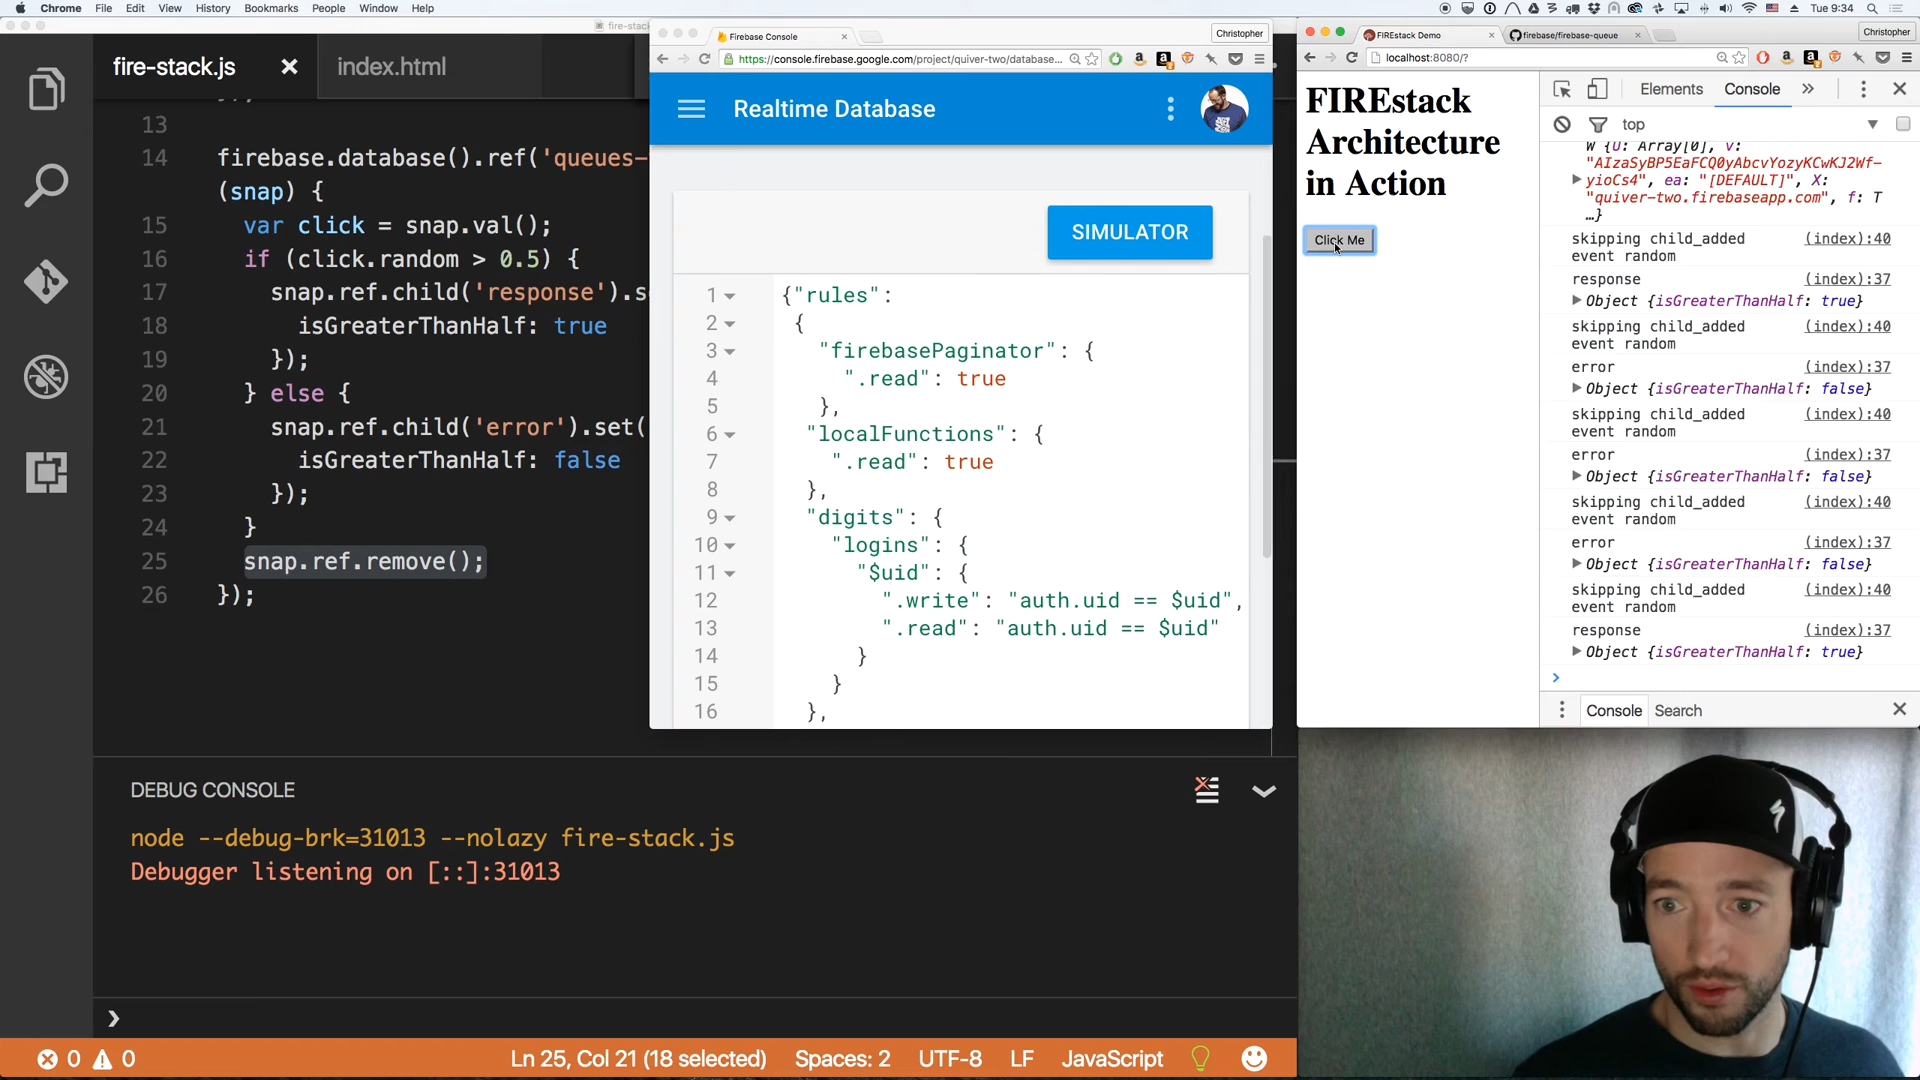 Chrome File Edit View History Bookmarks People Window Help
Tue 9:34
fire-stack.js
index.html
fire-stac
13
14 firebase.database().ref('queues-
(snap) {
15 var click = snap.val();
16 if (click.random > 0.5) {
17 snap.ref.child('response').s
18 isGreaterThanHalf: true
19 });
20 } else {
21 snap.ref.child('error').set(
22 isGreaterThanHalf: false
23 });
24 }
25 snap.ref.remove();
26 });
DEBUG CONSOLE
node --debug-brk=31013 --nolazy fire-stack.js
Debugger listening on [::]:31013
0 0
Ln 25, Col 21 (18 selected) Spaces: 2 UTF-8 LF JavaScript
Firebase Console
Christopher
https://console.firebase.google.com/project/quiver-two/database...
Realtime Database
SIMULATOR
1 {"rules":
2 {
3 "firebasePaginator": {
4 ".read": true
5 },
6 "localFunctions": {
7 ".read": true
8 },
9 "digits": {
10 "logins": {
11 "$uid": {
12 ".write": "auth.uid == $uid",
13 ".read": "auth.uid == $uid"
14 }
15 }
16 },
FIREstack Demo
firebase/firebase-queue
Christopher
localhost:8080/?
FIREstack
Architecture
in Action
Click Me
Elements Console
top
W {U: Array[0], v:
"AIzaSyBP5EaFCQ0yAbcvYozyKCwKJ2Wf-
yioCs4", ea: "[DEFAULT]", X:
"quiver-two.firebaseapp.com", f: T
…}
skipping child_added (index):40
event random
response (index):37
Object {isGreaterThanHalf: true}
skipping child_added (index):40
event random
error (index):37
Object {isGreaterThanHalf: false}
skipping child_added (index):40
event random
error (index):37
Object {isGreaterThanHalf: false}
skipping child_added (index):40
event random
error (index):37
Object {isGreaterThanHalf: false}
skipping child_added (index):40
event random
response (index):37
Object {isGreaterThanHalf: true}
Console Search